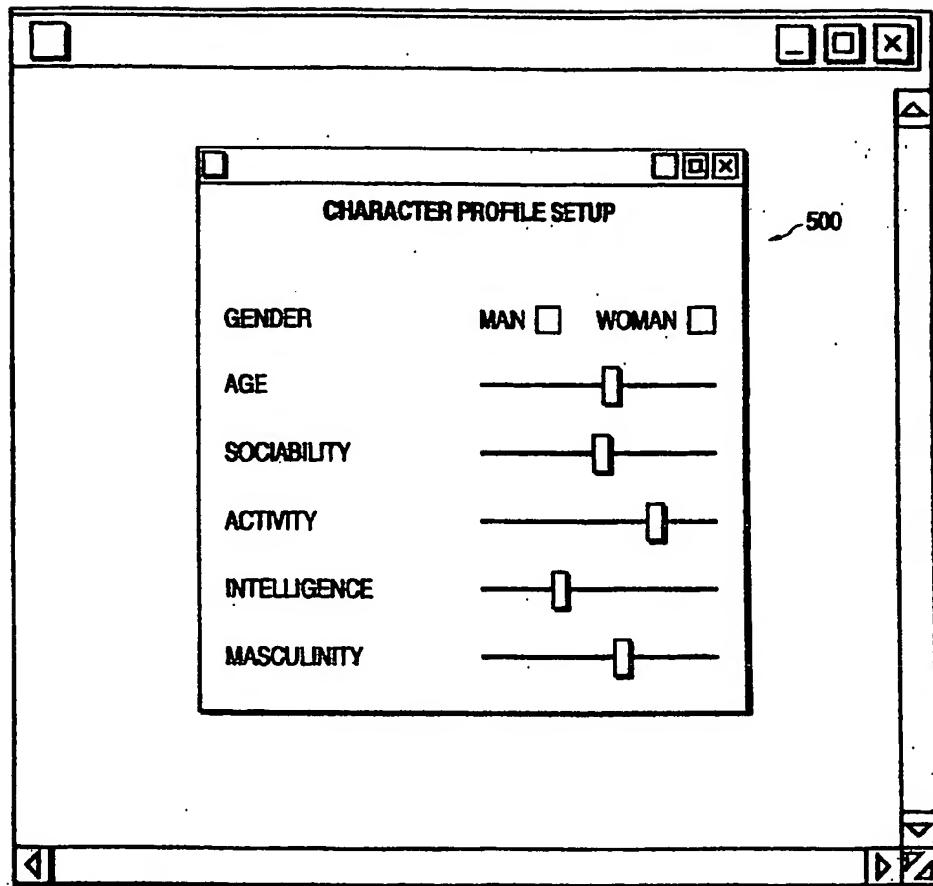 CHARACTER PROFILE SETUP
500
GENDER MAN WOMAN
AGE
SOCIABILITY
ACTIVITY
INTELLIGENCE
MASCULINITY